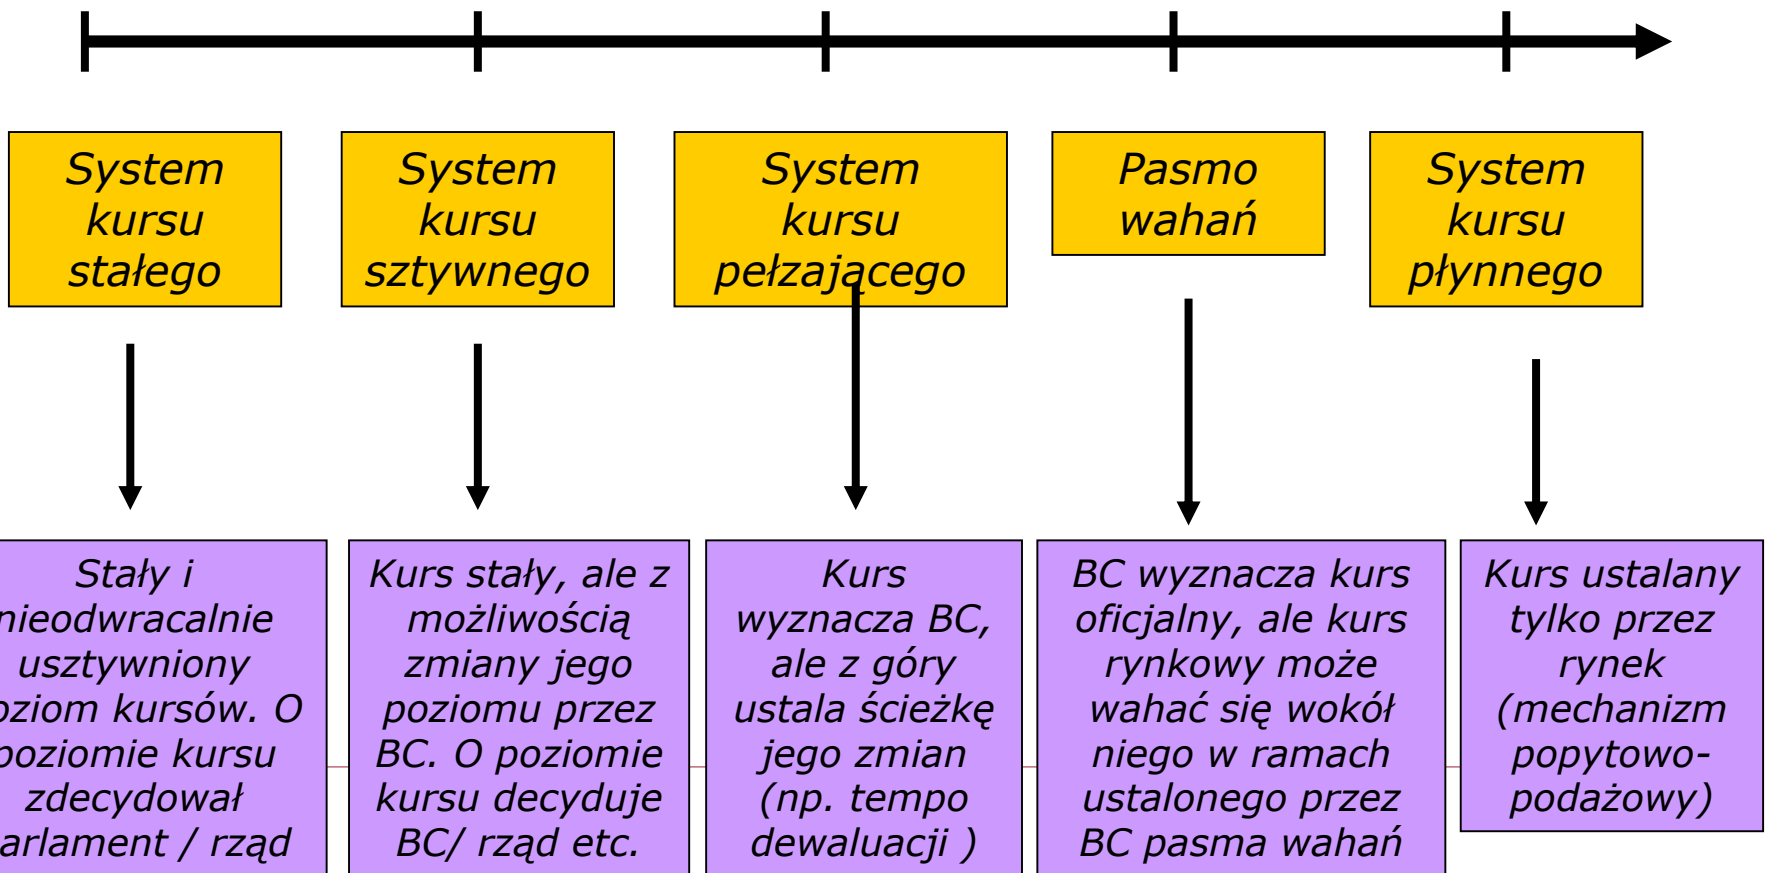 System
kursu
stałego
System
kursu
sztywnego
System
kursu
pełzającego
Pasmo
wahań
System
kursu
płynnego
Stały i
nieodwracalnie
usztywniony
oziom kursów. O
poziomie kursu
zdecydował
arlament / rząd
Kurs stały, ale z
możliwością
zmiany jego
poziomu przez
BC. O poziomie
kursu decyduje
BC/ rząd etc.
Kurs
wyznacza BC,
ale z góry
ustala ścieżkę
jego zmian
(np. tempo
dewaluacji )
BC wyznacza kurs
oficjalny, ale kurs
rynkowy może
wahać się wokół
niego w ramach
ustalonego przez
BC pasma wahań
Kurs ustalany
tylko przez
rynek
(mechanizm
popytowo-
podażowy)